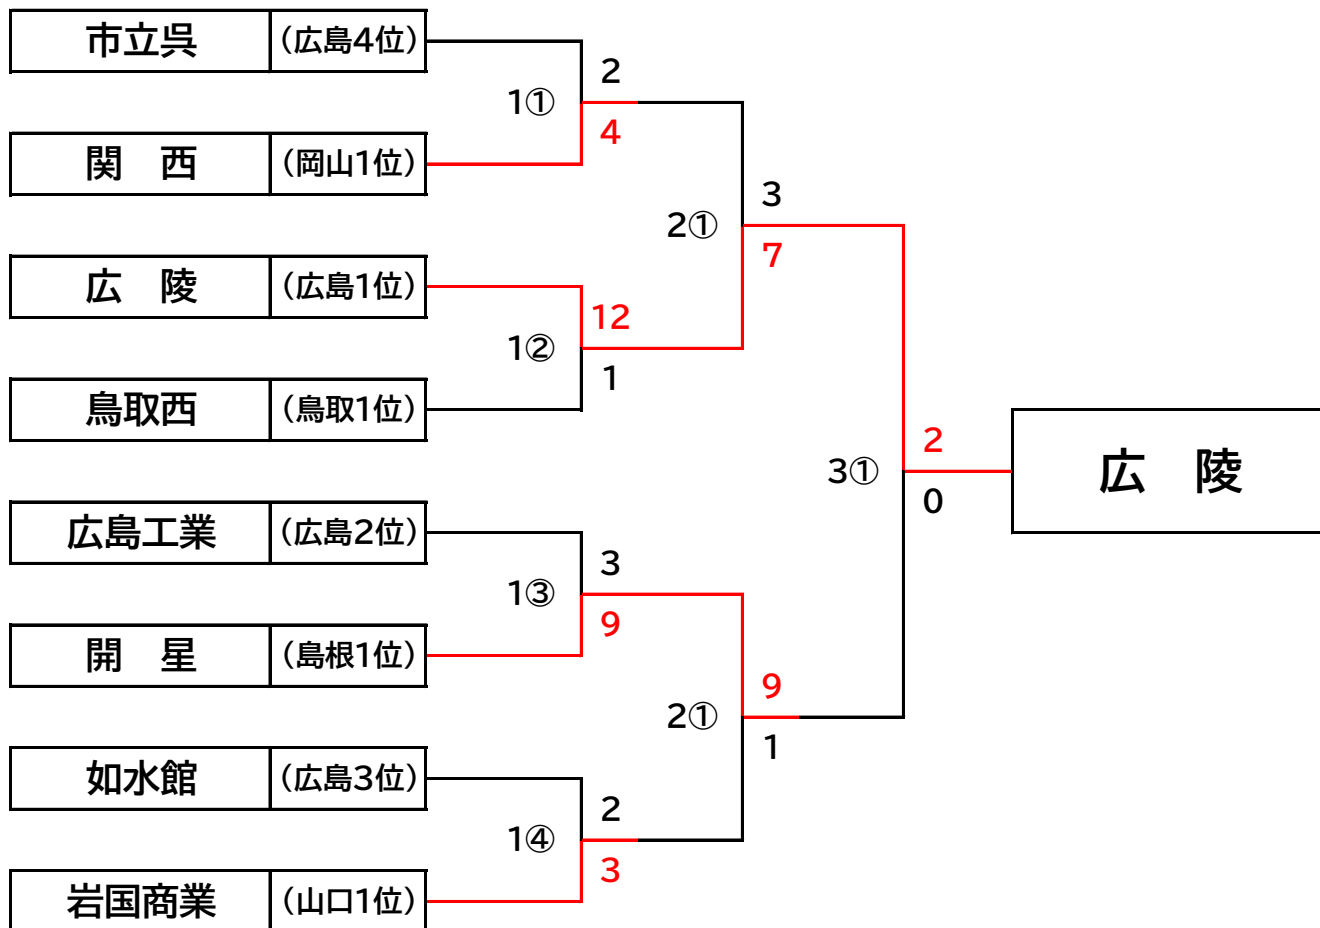 市立呉 (広島4位)
2
1①
4
関　西 (岡山1位)
3
2①
7
広　陵 (広島1位)
12
1②
1
鳥取西 (鳥取1位)
2
3①
0
広　陵
広島工業 (広島2位)
3
1③
9
開　星 (島根1位)
9
2①
1
如水館 (広島3位)
2
1④
3
岩国商業 (山口1位)